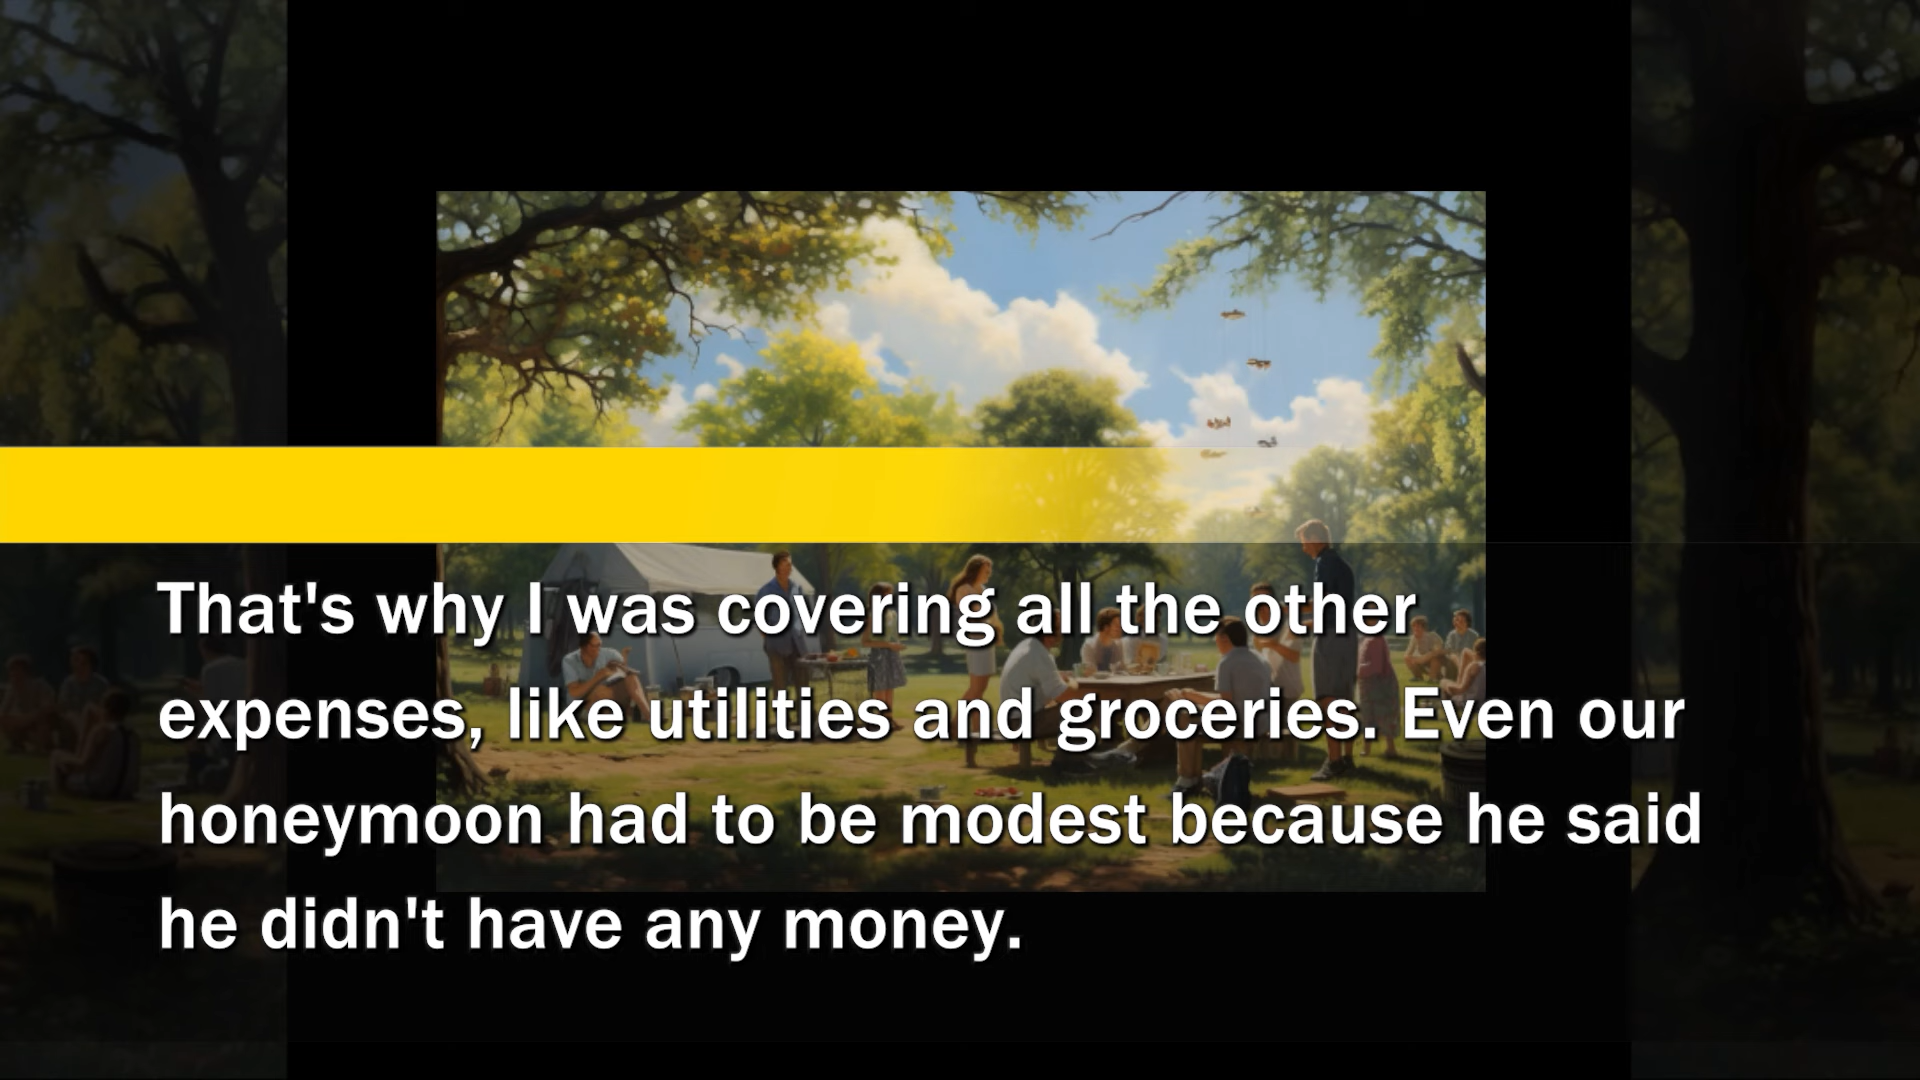 That's why I was covering all the other
expenses, like utilities and groceries. Even our
honeymoon had to be modest because he said
he didn't have any money.